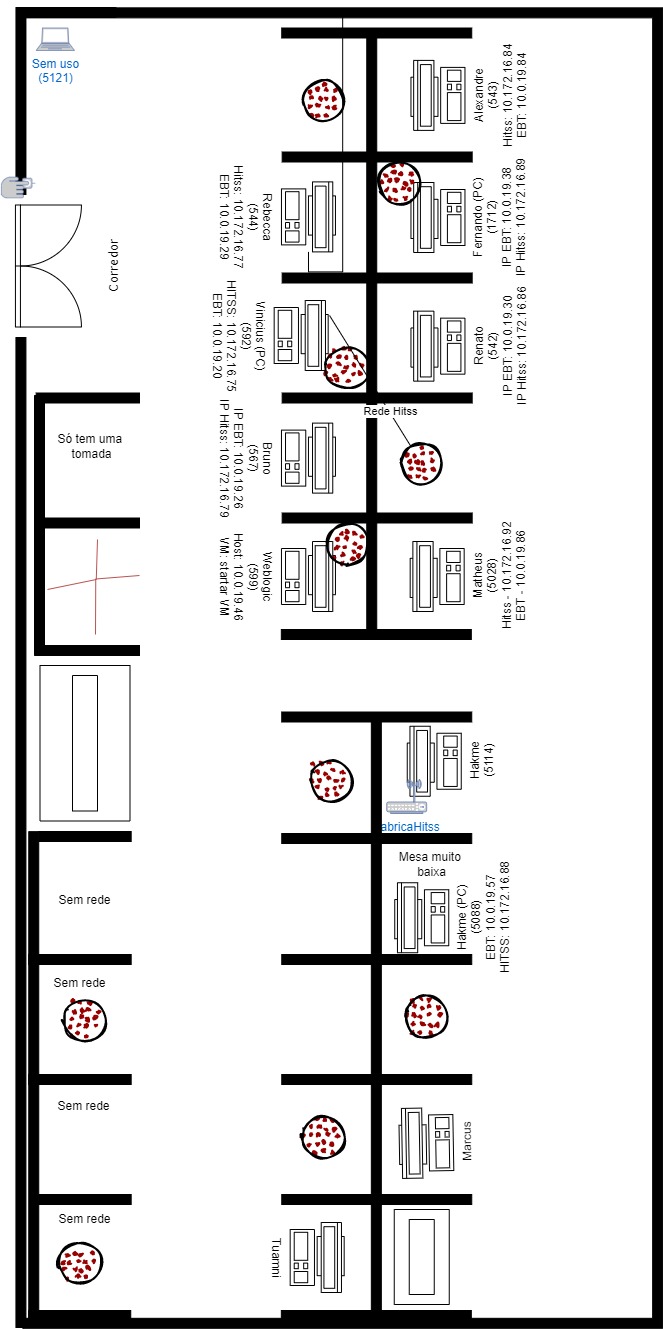 Sem uso
(5121)
Alexandre
(543)
Hitss: 10.172.16.84
EBT: 10.0.19.84
Rebecca
(544)
Hitss: 10.172.16.77
EBT: 10.0.19.29
Fernando (PC)
(1712)
IP EBT: 10.0.19.38
IP Hitss: 10.172.16.89
Corredor
Vinicius (PC)
(592)
HITSS: 10.172.16.75
EBT: 10.0.19.20
Renato
(542)
IP EBT: 10.0.19.30
IP Hitss: 10.172.16.86
Rede Hitss
Só tem uma
tomada
Bruno
(567)
IP EBT: 10.0.19.26
IP Hitss: 10.172.16.79
Weblogic
(599)
Host: 10.0.19.46
VM: startar VM
Matheus
(5028)
Hitss - 10.172.16.92
EBT - 10.0.19.86
Hakme
(5114)
abricaHitss
Mesa muito
baixa
Hakme (PC)
(5088)
EBT: 10.0.19.57
HITSS: 10.172.16.88
Sem rede
Sem rede
Sem rede
Marcus
Sem rede
Tuamni